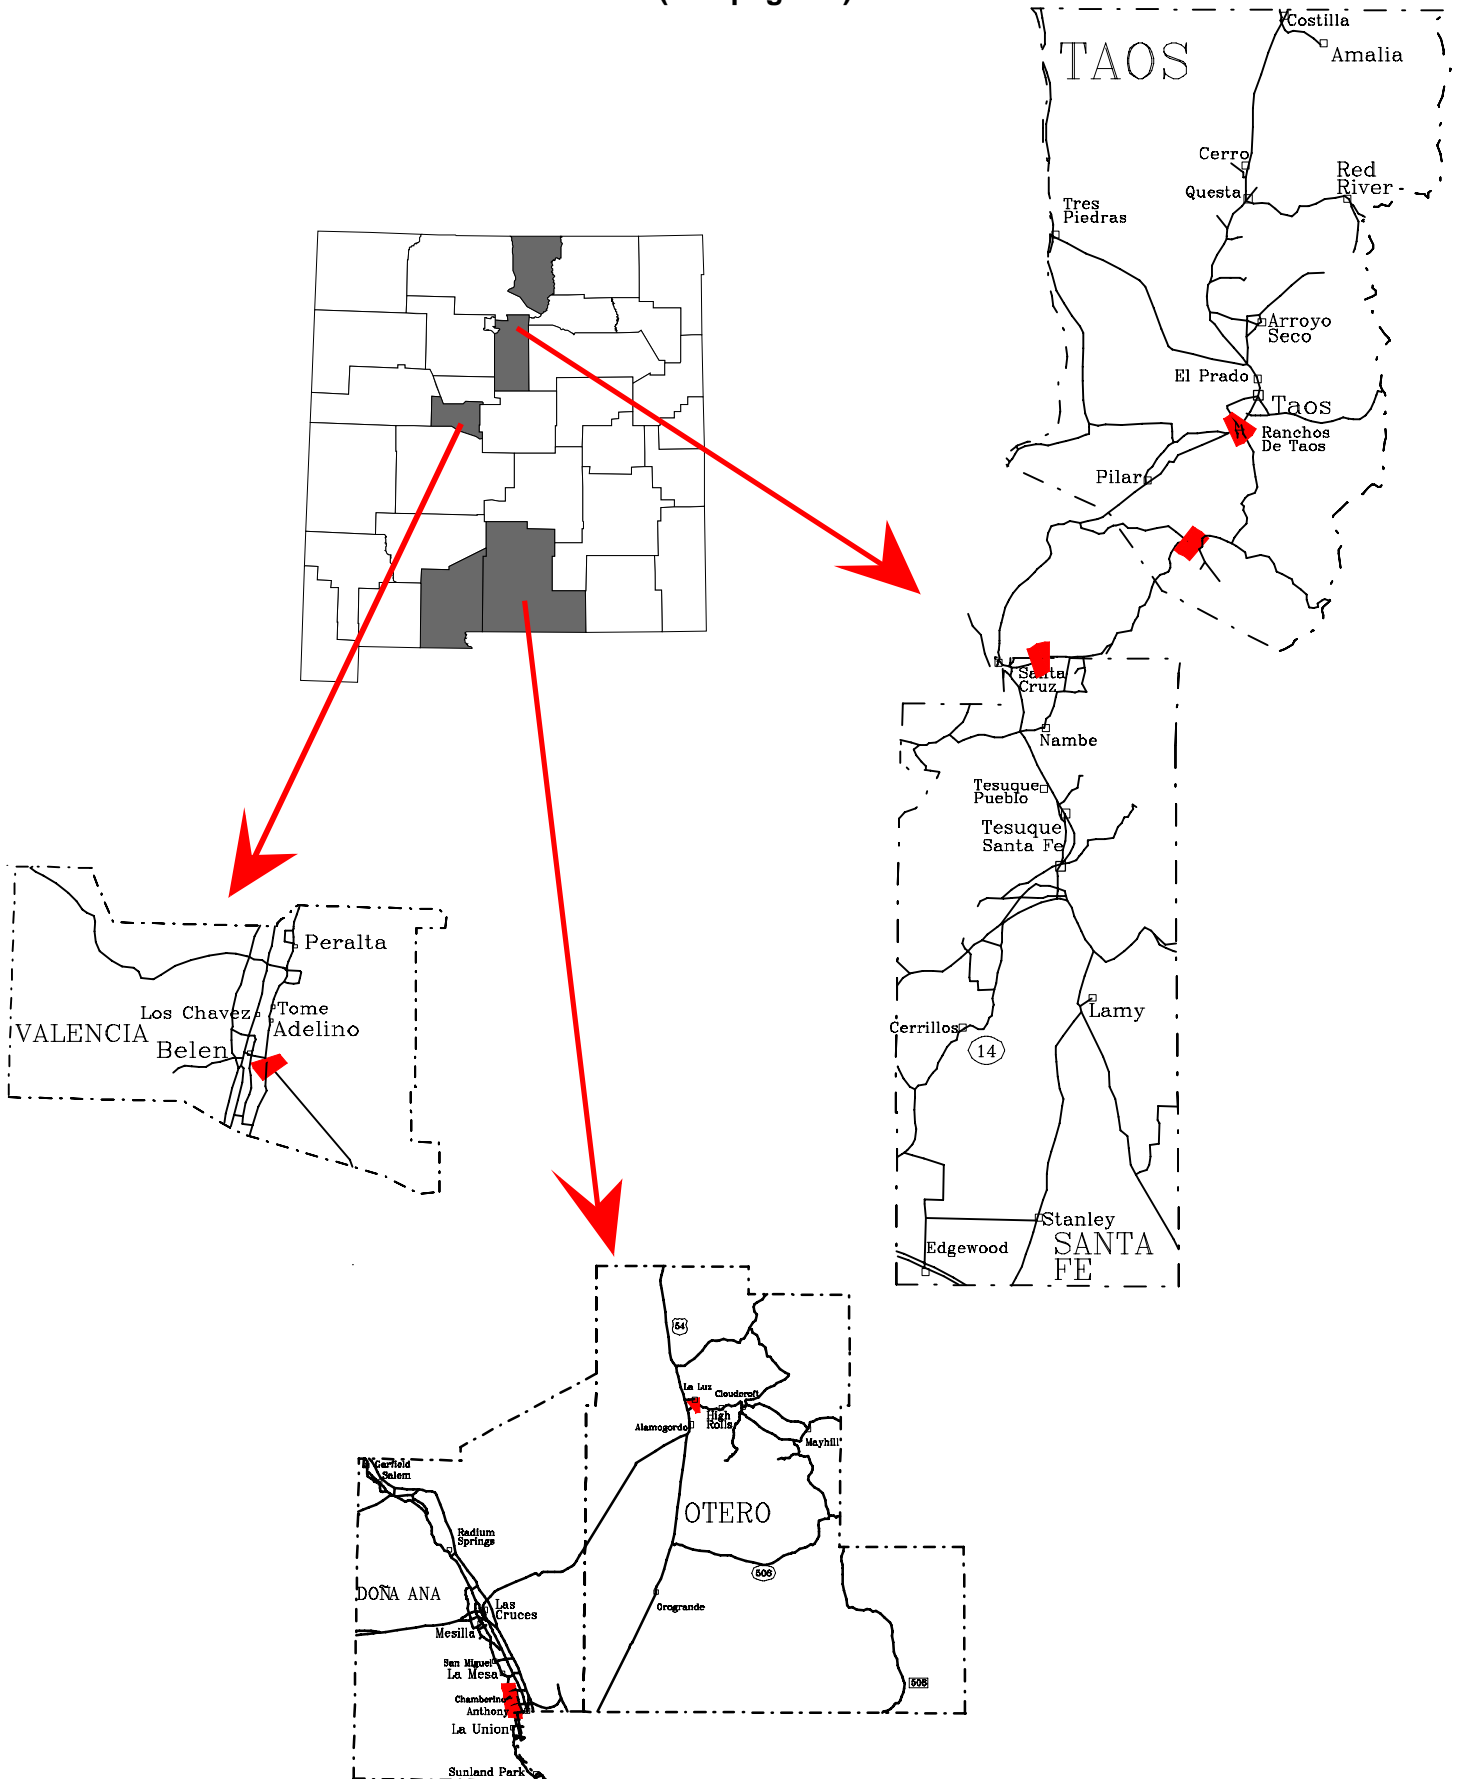 Costilla
TAOS
Amalia
Cerro
Red
River
Questa
Tres
Piedras
Arroyo
Seco
El Prado
Taos
Ranchos
De Taos
Pilar
Santa
Cruz
Nambe
Tesuque
Pueblo
Tesuque
Santa Fe
Lamy
Cerrillos
14
Stanley
Edgewood
SANTA
FE
Peralta
Los Chavez
Tome
VALENCIA
Adelino
Belen
54
La Luz
Cloudcroft
High
Rolls
Alamogordo
Mayhill
Garfield
Salem
OTERO
Radium
Springs
506
DOÑA ANA
Las
Cruces
Orogrande
Mesilla
San Miguel
La Mesa
506
Chamberino
Anthony
La Union
Sunland Park